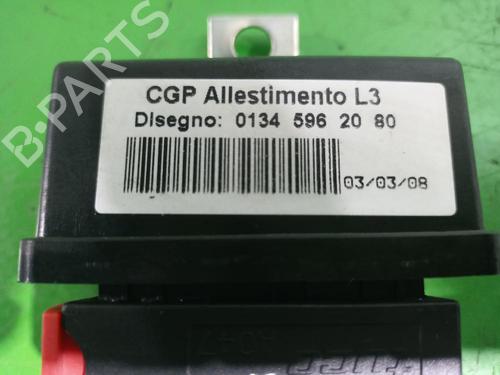 B-PARTS
CGP Allestimento L3
Disegno: 0134 596 20 80
03/03/08